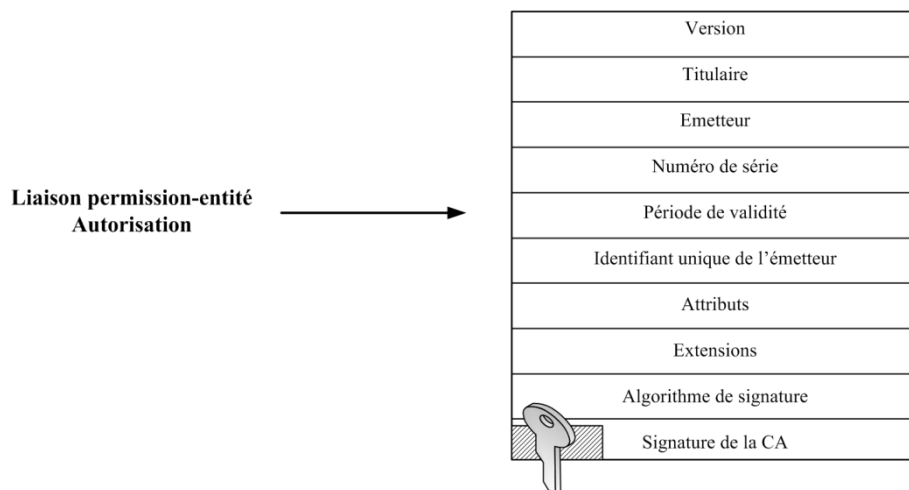 Liaison permission-entité
Autorisation
Version
Titulaire
Emetteur
Numéro de série
Période de validité
Identifiant unique de l'émetteur
Attributs
Extensions
Algorithme de signature
Signature de la CA